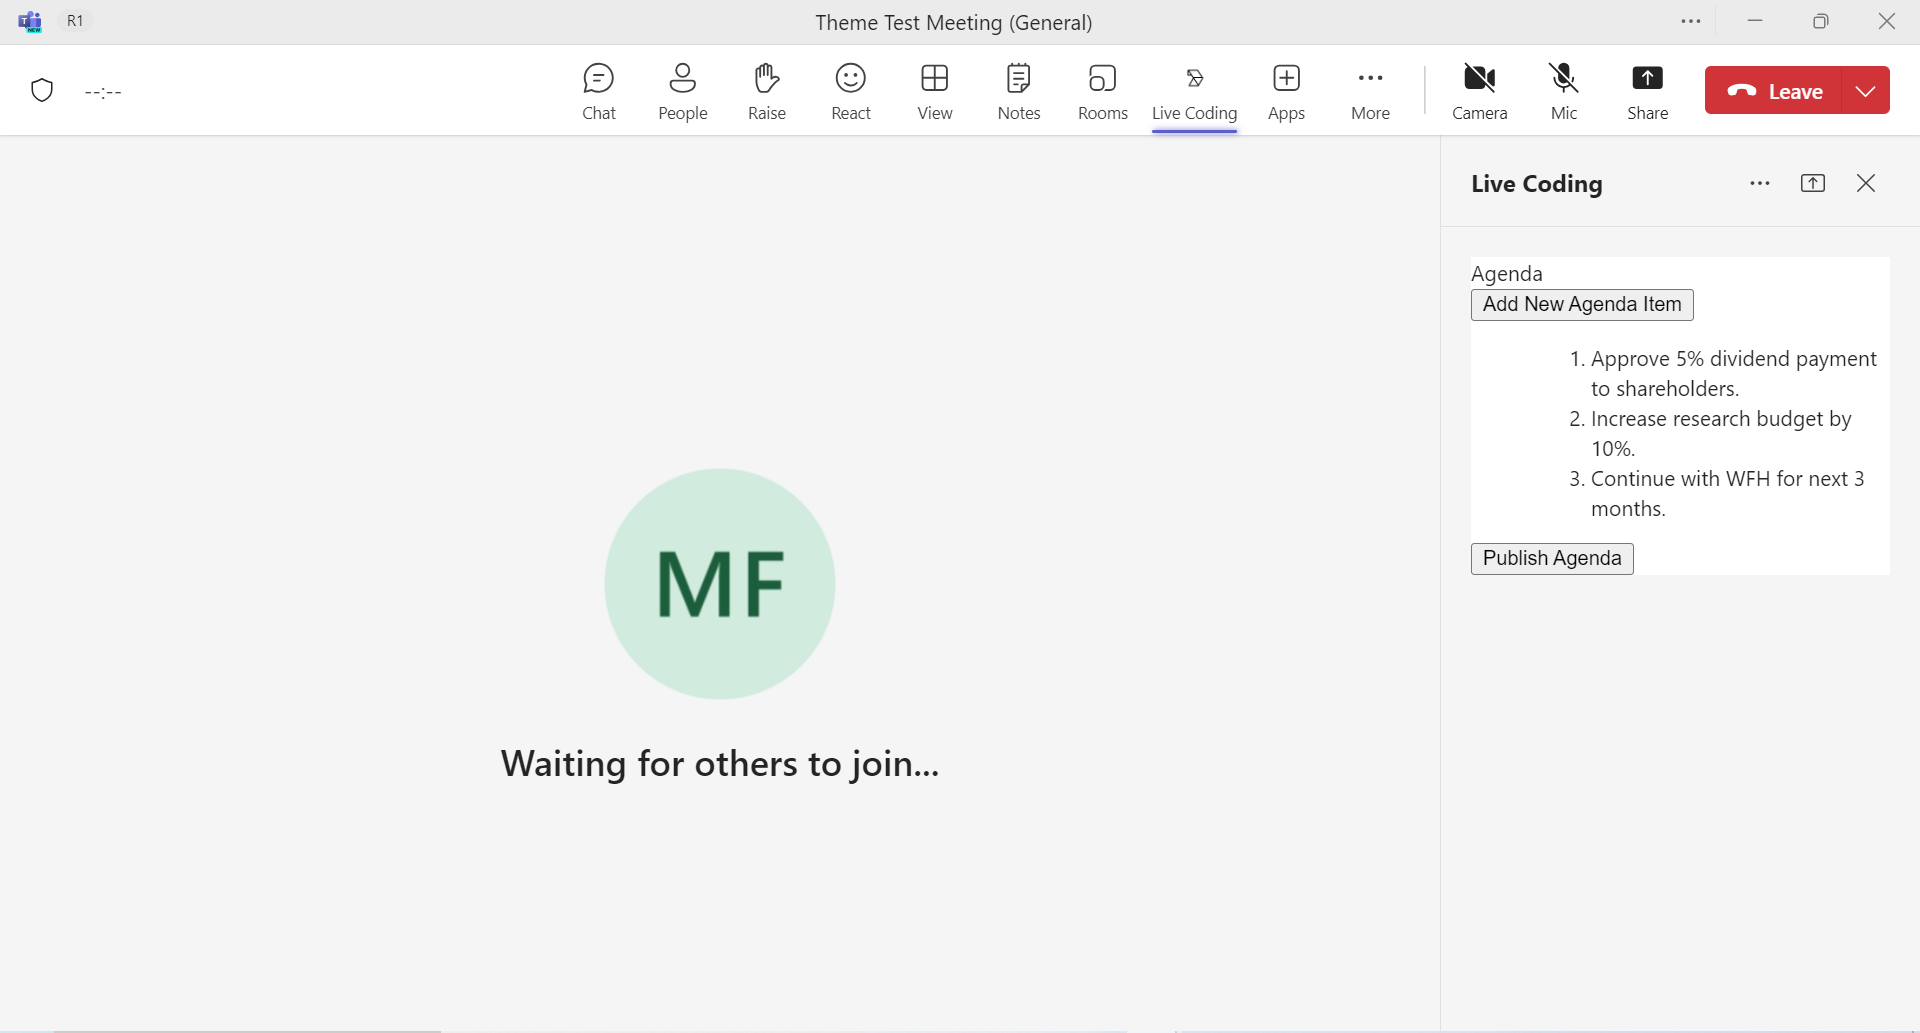 R1
Theme Test Meeting (General)
--:--
Chat
People
Raise
React
View
Notes
Rooms
Live Coding
Apps
More
Camera
Mic
Share
Leave
Live Coding
Agenda
Add New Agenda Item
1. Approve 5% dividend payment
to shareholders.
2. Increase research budget by
10%.
3. Continue with WFH for next 3
months.
Publish Agenda
MF
Waiting for others to join...